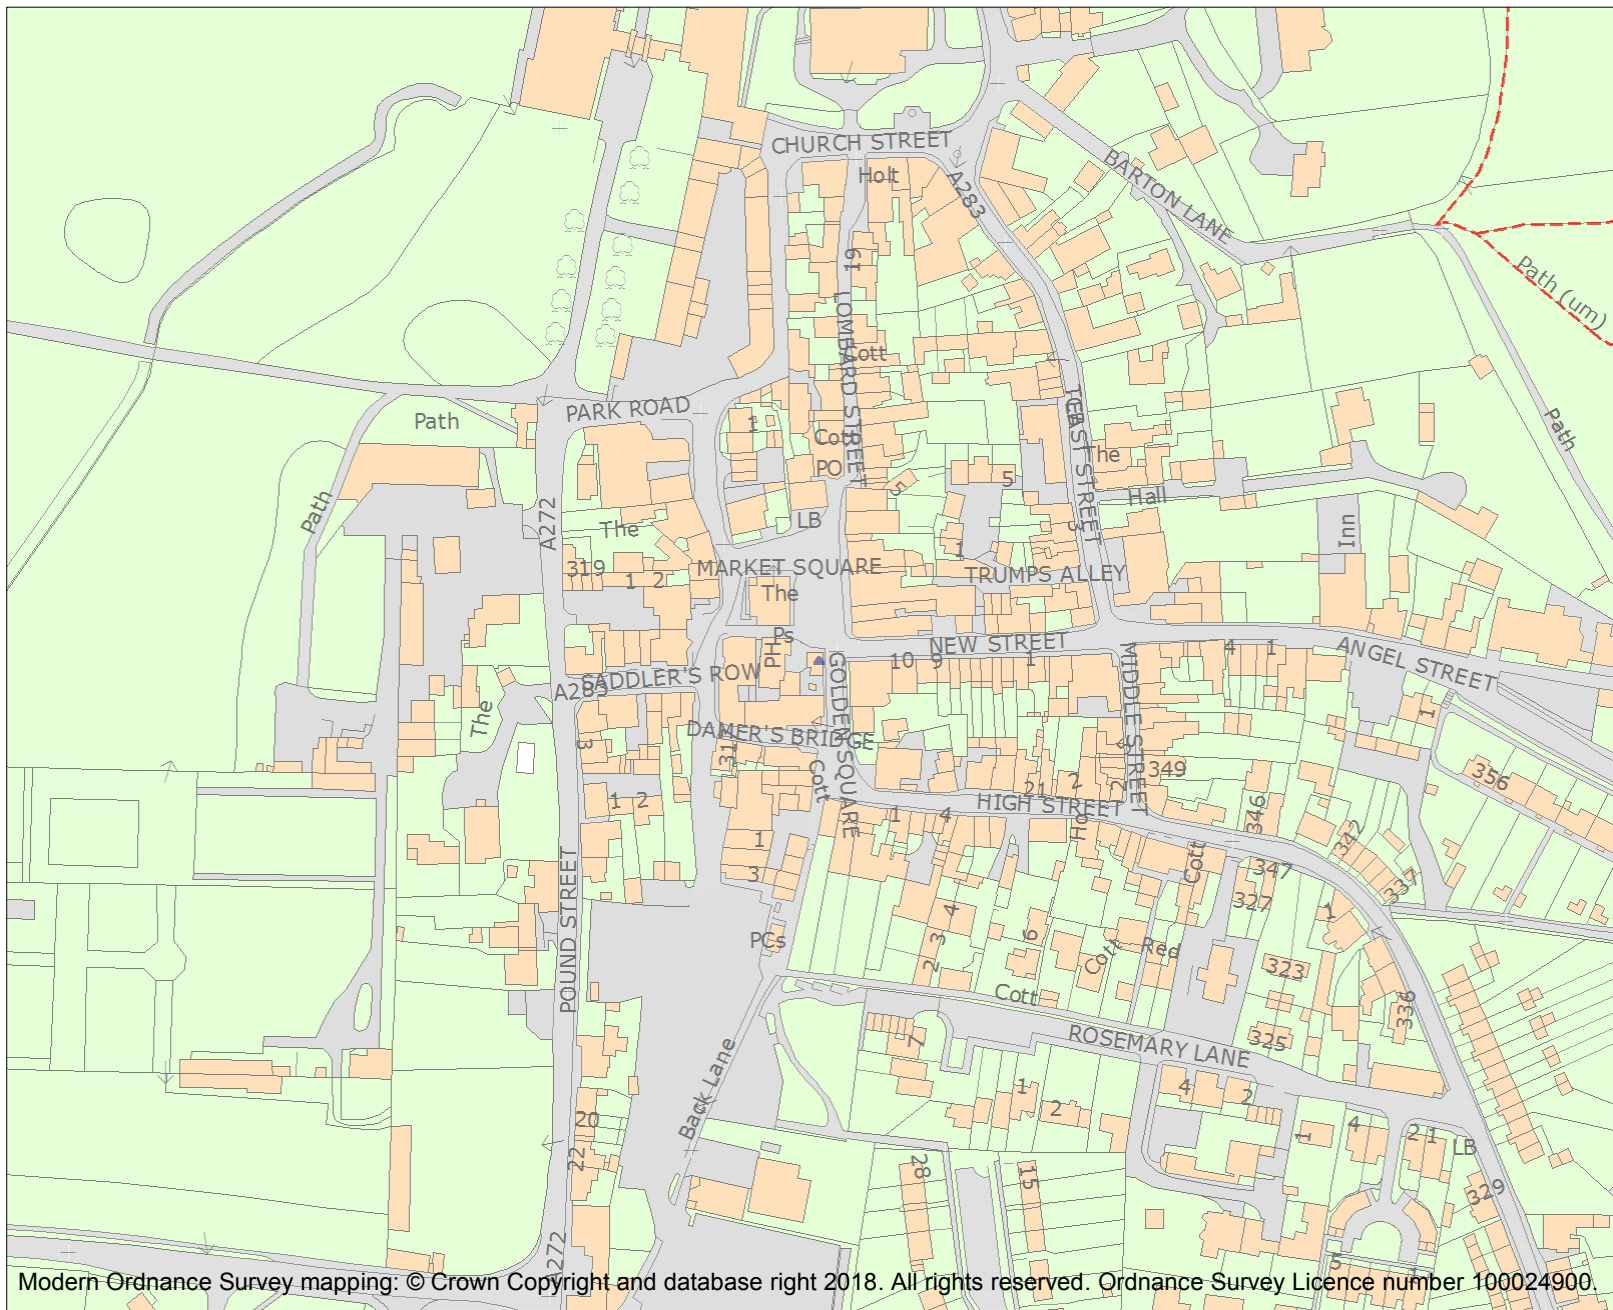 CHURCH STREET
Holt
A283
BARTON LANE
Path (um)
61
LOMBARD STREET
Cott
Path
PARK ROAD
1
Cott
PO
TCB
EAST STREET
The
Path
Path
A272
The
LB
5
5
Hall
3
Inn
319
1 2
MARKET SQUARE
The
1
TRUMPS ALLEY
Ps
PH
NEW STREET
10 9
1
4 1
ANGEL STREET
SADDLER'S ROW
A283
GOLDEN SQUARE
MIDDLE STREET
The
3
DAMER'S BRIDGE
31
Cott
1
349
356
1 2
21
2
2
HIGH STREET
1
4
PH
346
342
POUND STREET
1
3
Cott
347
337
327
1
4
3
2
6
PCs
Cott
Red
323
Cott
336
ROSEMARY LANE
325
7
Back Lane
1
2
4
2
20
22
1
4
2 1
LB
28
15
329
A272
5
1
Modern Ordnance Survey mapping: © Crown Copyright and database right 2018. All rights reserved. Ordnance Survey Licence number 100024900.